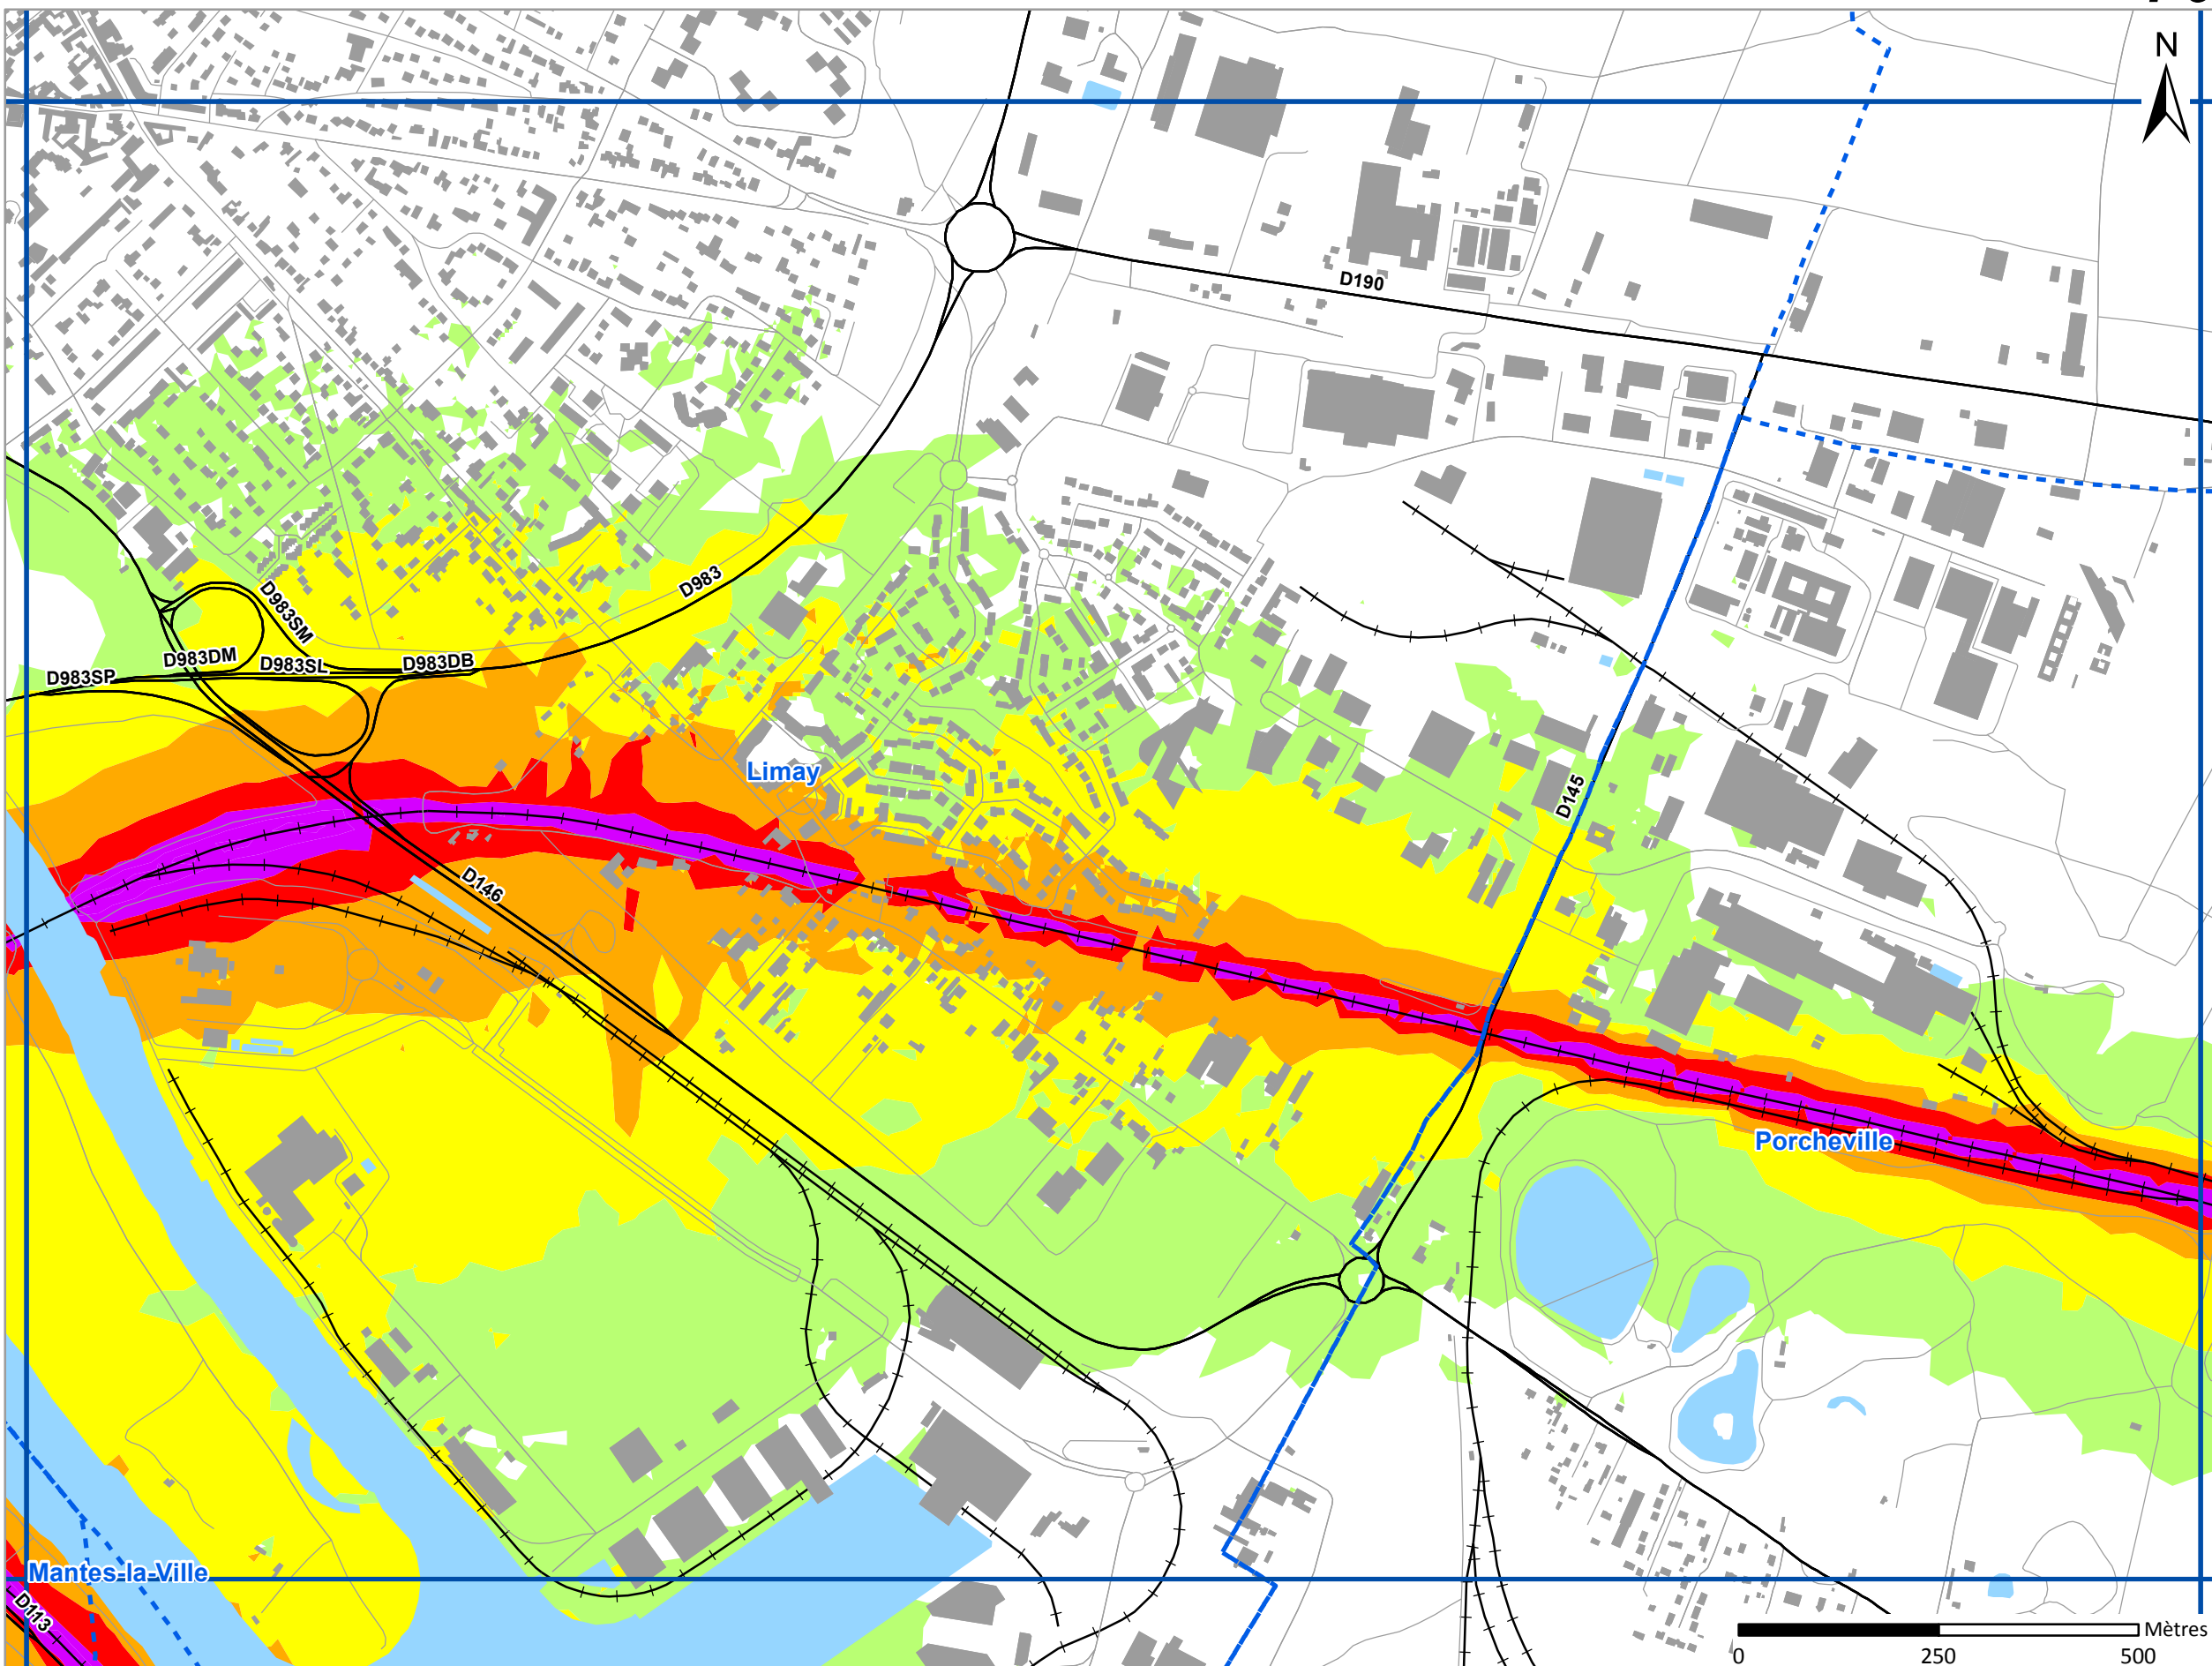 N
D190
D983
D983SM
D983DM
D983SL
D983DB
D983SP
Limay
D145
D146
Porcheville
Mantes-la-Ville
D113
Mètres
0
250
500